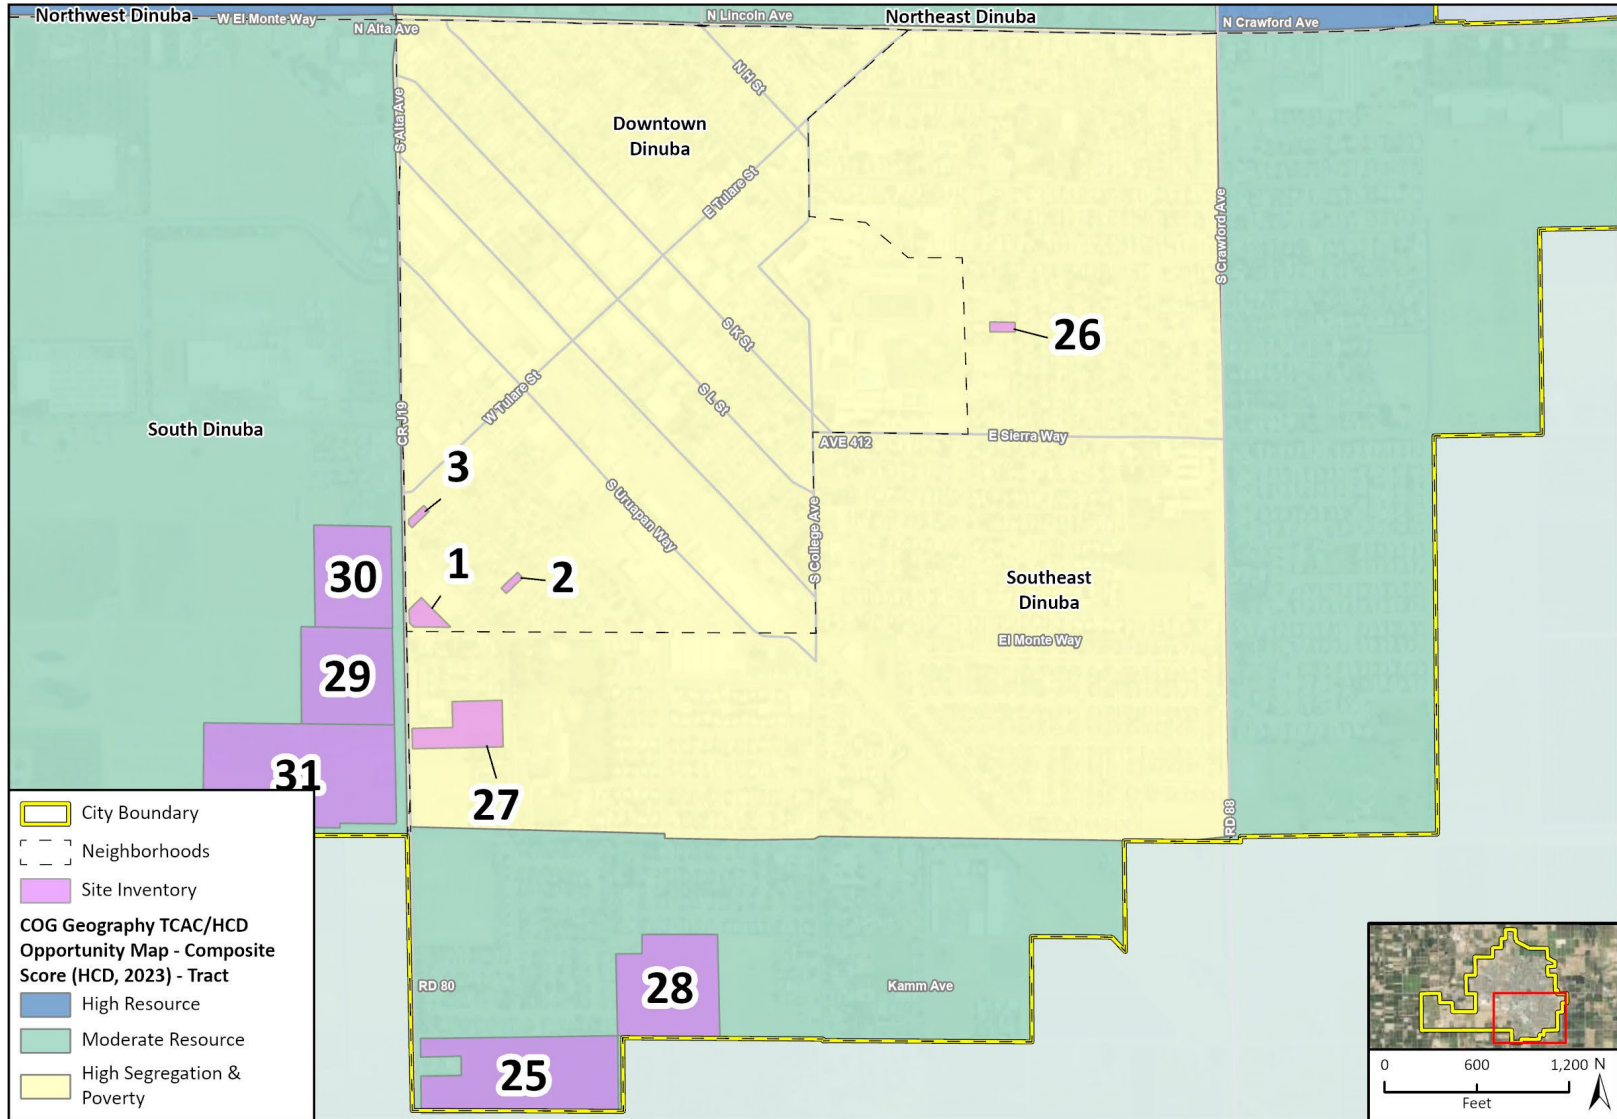 Northwest Dinuba
W El Monte Way
N Alta Ave
N Lincoln Ave
Northeast Dinuba
N Crawford Ave
N H St
S Alta Ave
Downtown
Dinuba
E Tulare St
S Crawford Ave
26
S K St
S L St
W Tulare St
CR-J19
South Dinuba
AVE 412
E Sierra Way
3
S Uruapan Way
S College Ave
1
2
30
Southeast
Dinuba
El Monte Way
29
31
27
RD 88
28
RD 80
Kamm Ave
25
City Boundary
Neighborhoods
Site Inventory
COG Geography TCAC/HCD
Opportunity Map - Composite
Score (HCD, 2023) - Tract
High Resource
Moderate Resource
High Segregation &
Poverty
0 600 1,200 N
Feet